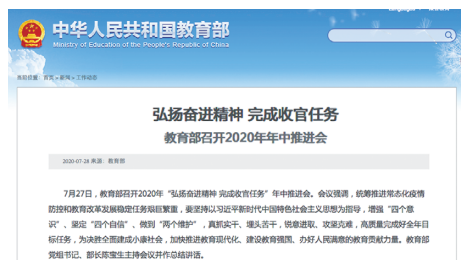 中华人民共和国教育部
Ministry of Education of the People's Republic of China
当前位置：首页 > 新闻 > 工作动态
弘扬奋进精神 完成收官任务
教育部召开2020年年中推进会
2020-07-28 来源：教育部
7月27日，教育部召开2020年“弘扬奋进精神 完成收官任务”年中推进会。会议强调，统筹推进常态化疫情
防控和教育改革发展稳定任务艰巨繁重，要坚持以习近平新时代中国特色社会主义思想为指导，增强“四个意
识”、坚定“四个自信”、做到“两个维护”，真抓实干、埋头苦干，锐意进取、攻坚克难，高质量完成好全年目
标任务，为决胜全面建成小康社会，加快推进教育现代化、建设教育强国、办好人民满意的教育贡献力量。教育部
党组书记、部长陈宝生主持会议并作总结讲话。